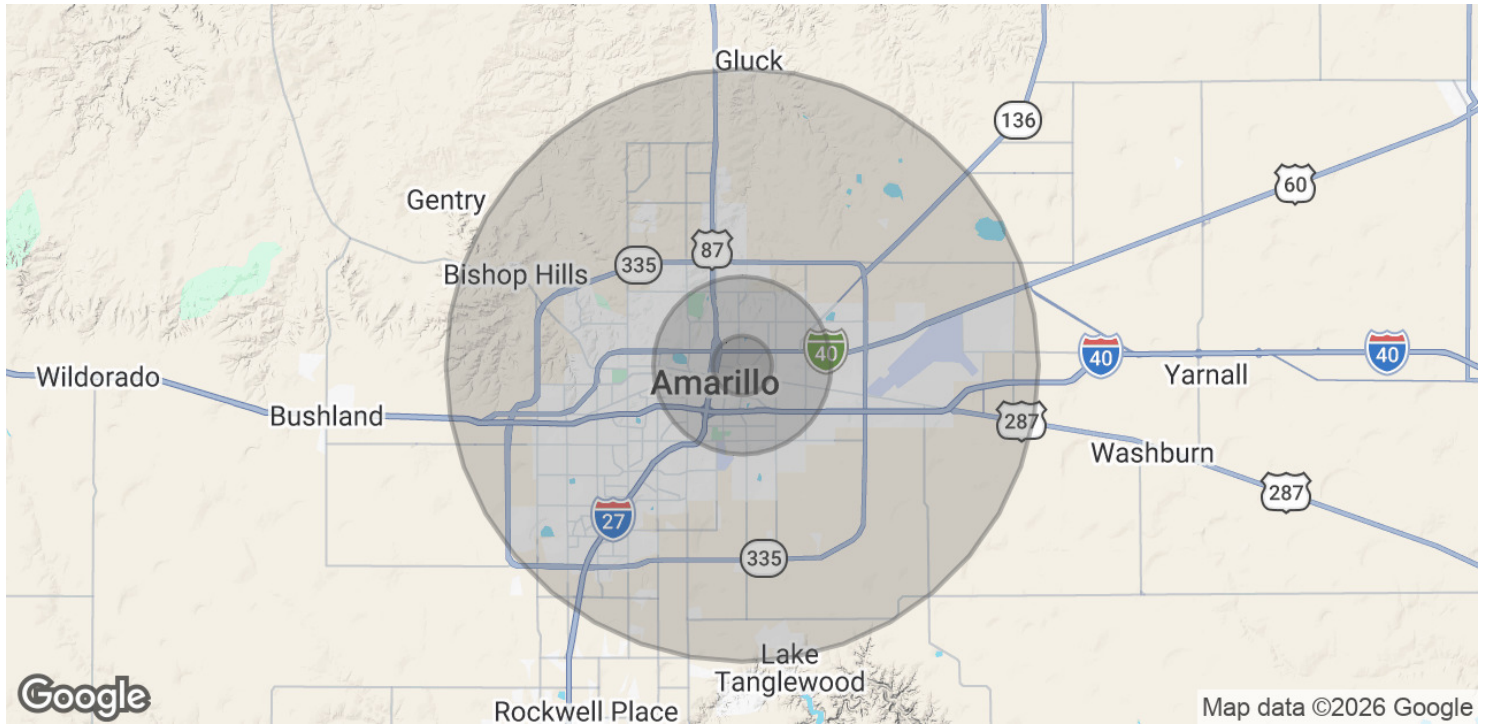 Gluck
136
60
Gentry
87
335
Bishop Hills
40
40
40
Wildorado
Yarnall
Amarillo
Bushland
287
Washburn
287
27
335
Lake
Tanglewood
Google
Rockwell Place
Map data ©2026 Google